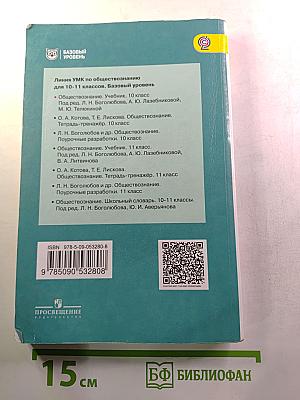 БАЗОВЫЙ
УРОВЕНЬ
Линия УМК по обществознанию
для 10–11 классов. Базовый уровень
• Обществознание. Учебник. 10 класс
Под ред. Л. Н. Боголюбова, А. Ю. Лазебниковой,
М. Ю. Телюкиной
• О. А. Котова, Т. Е. Лискова. Обществознание.
Тетрадь-тренажёр. 10 класс
• Л. Н. Боголюбов и др. Обществознание.
Поурочные разработки. 10 класс
• Обществознание. Учебник. 11 класс
Под ред. Л. Н. Боголюбова, А. Ю. Лазебниковой,
В. А. Литвинова
• О. А. Котова, Т. Е. Лискова.
Обществознание. Тетрадь-тренажёр. 11 класс
• Л. Н. Боголюбов и др. Обществознание.
Поурочные разработки. 11 класс
• Обществознание. Школьный словарь. 10–11 классы.
Под ред. Л. Н. Боголюбова, Ю. И. Аверьянова
ISBN 978-5-09-053280-8
9 785090 532808
ПРОСВЕЩЕНИЕ
ИЗДАТЕЛЬСТВО
15 см
БФ БИБЛИОФАН